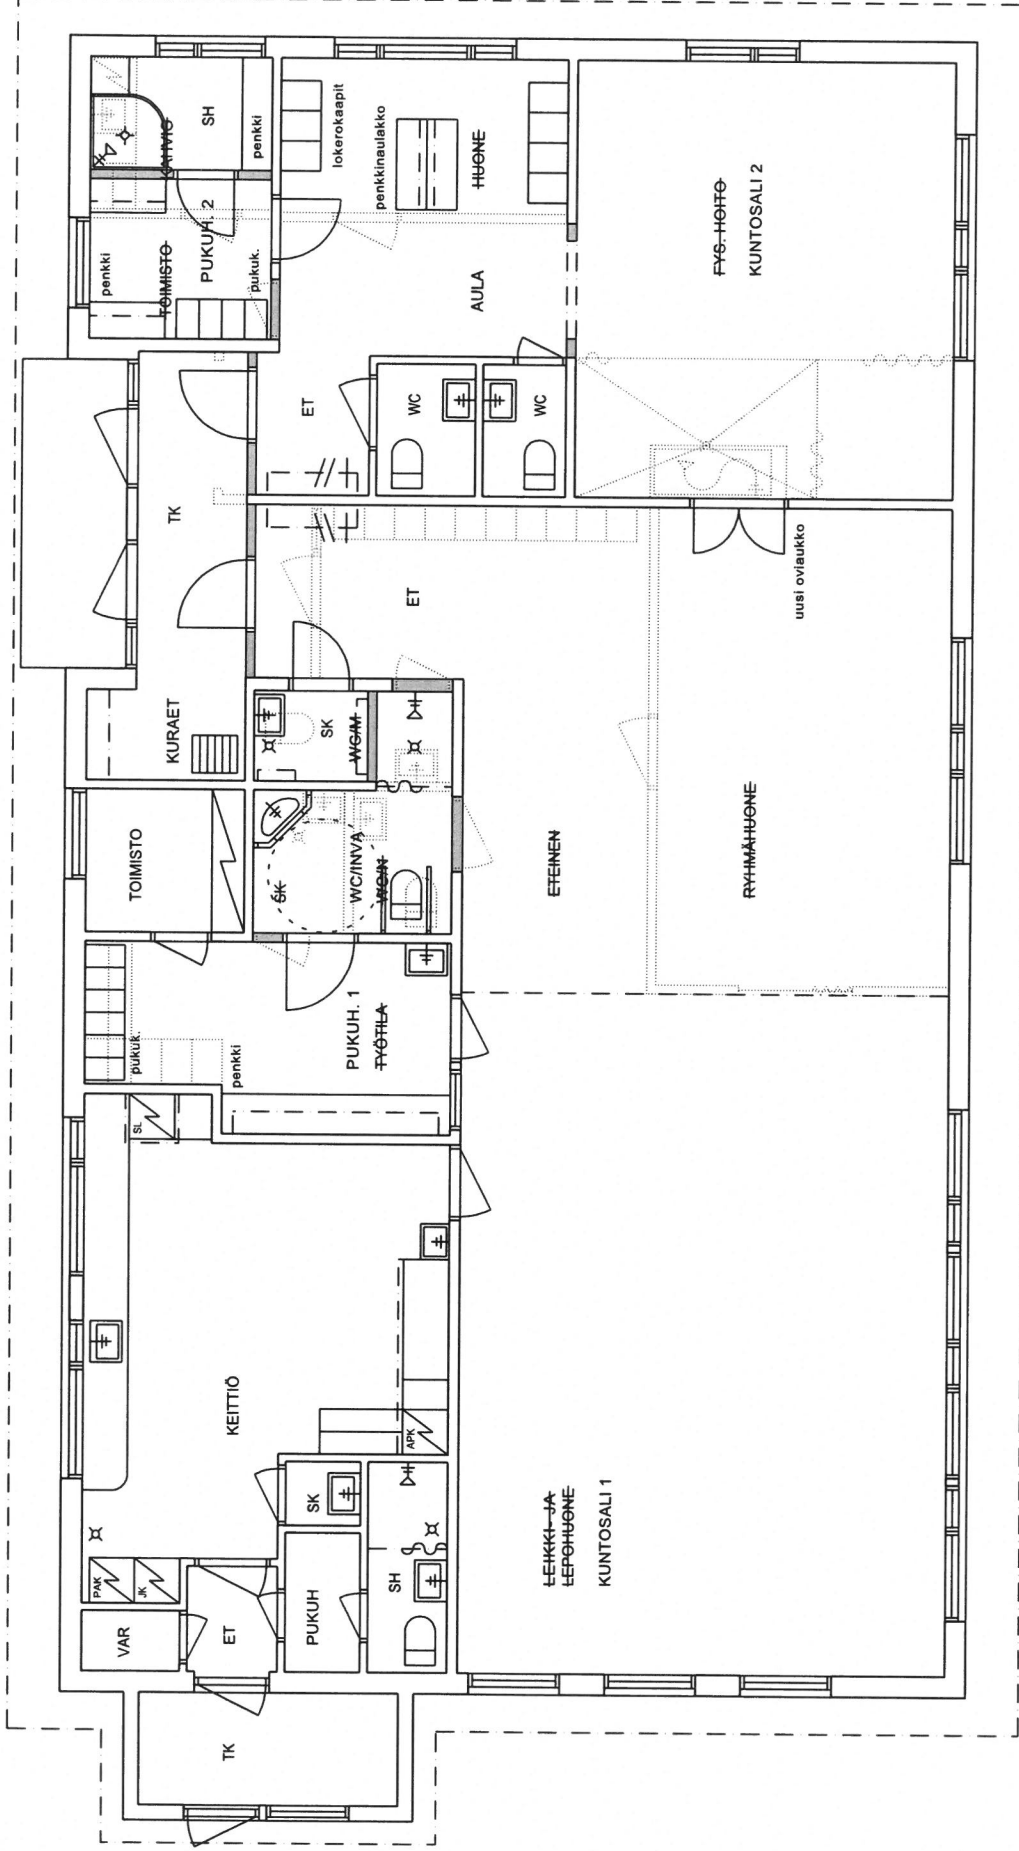 VAR
PAK
JK
ET
TK
PUKUH
SK
SH
KEITTIÖ
APK
SL
pukuk.
penkki
PUKUH. 1
TYÖTILA
TOIMISTO
SK
WC/INVA
WC/N
KURAET
SK
WC/M
TK
ET
ET
WC
WC
AULA
penkki
TOIMISTO
PUKUH. 2
pukuk.
KAHVIO
SH
penkki
lokerokaapit
penkkinaulakko
HUONE
LEIKKI- JA
LEPOHUONE
KUNTOSALI 1
ETEINEN
RYHMÄHUONE
uusi oviaukko
FYS. HOITO
KUNTOSALI 2